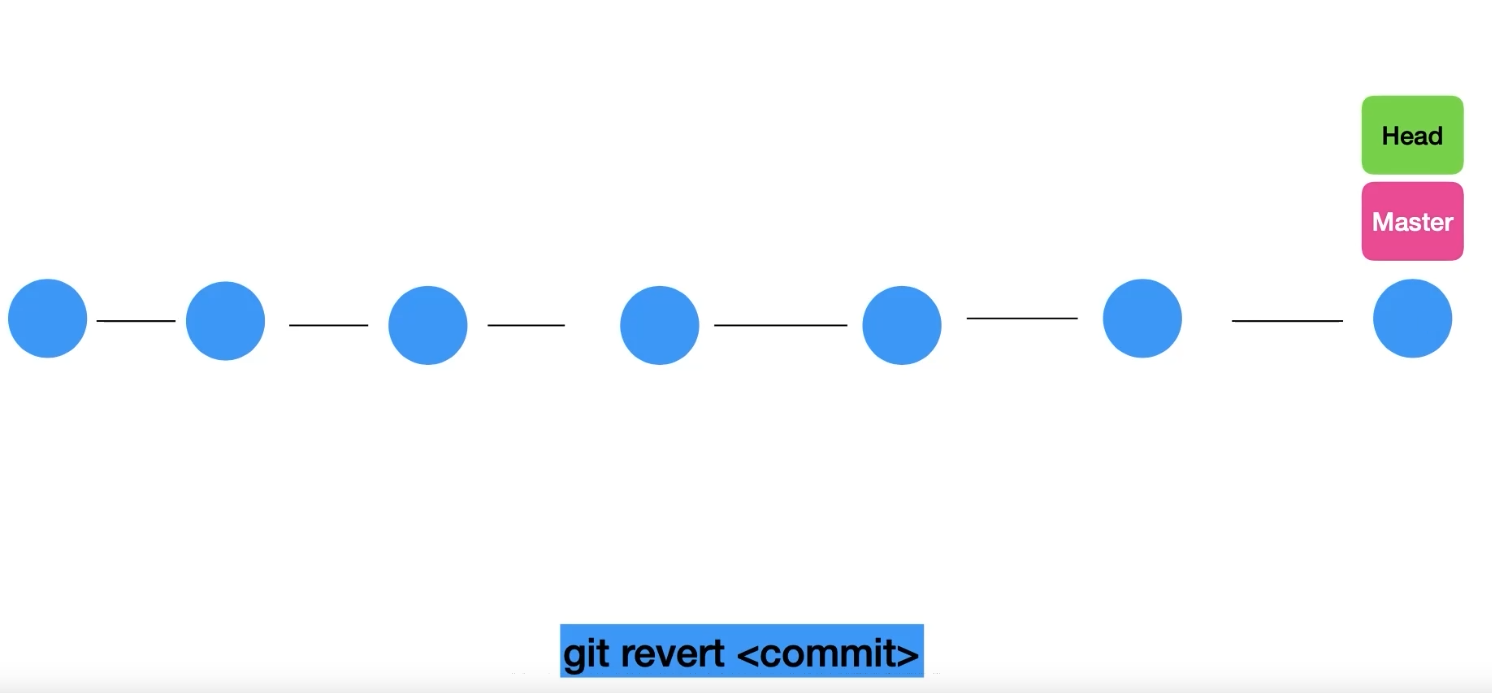 Head
Master
git revert <commit>